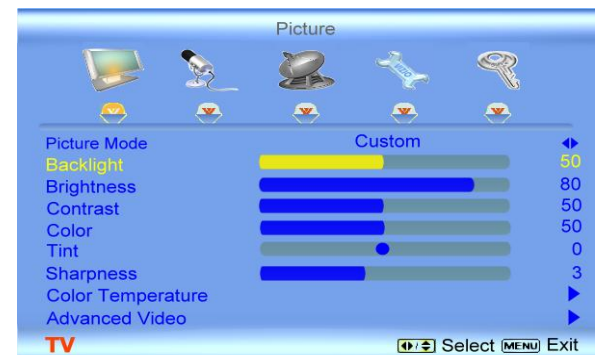 Picture
Picture Mode Custom
Backlight 50
Brightness 80
Contrast 50
Color 50
Tint 0
Sharpness 3
Color Temperature
Advanced Video
TV Select MENU Exit